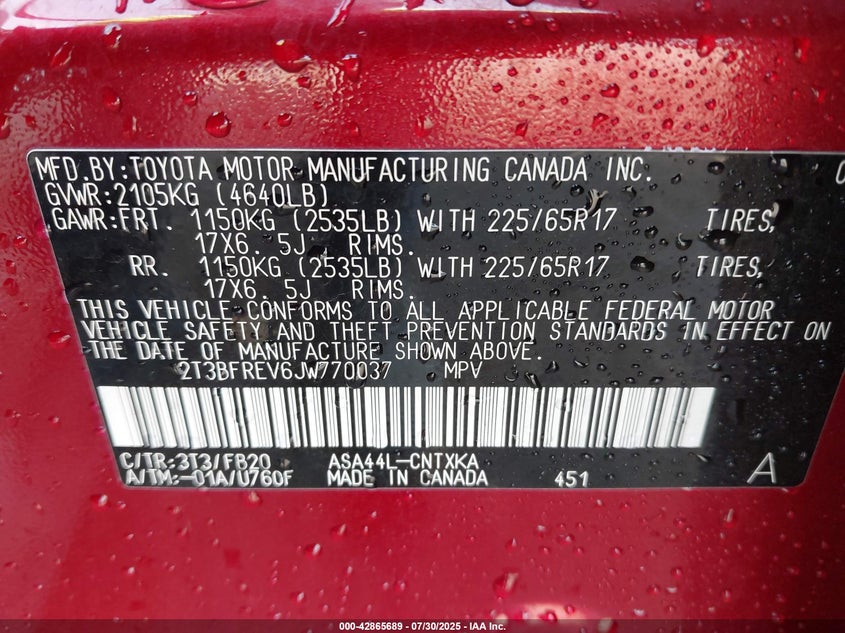 MFD.BY:TOYOTA MOTOR MANUFACTURING CANADA INC.
GVWR:2105KG (4640LB)
GAWR:FRT. 1150KG (2535LB) WITH 225/65R17 TIRES,
17X6. 5J , RIMS.
RR. 1150KG (2535LB) WITH 225/65R17 TIRES,
17X6. 5J , RIMS.
THIS VEHICLE CONFORMS TO ALL APPLICABLE FEDERAL MOTOR
VEHICLE SAFETY AND THEFT PREVENTION STANDARDS IN EFFECT ON
THE DATE OF MANUFACTURE SHOWN ABOVE.
2T3BFREV6JW770037 MPV
C/TR:3T3/FB20 ASA44L-CNTXKA
A/TM:-01A/U760F MADE IN CANADA 451 A
000-42865689 / 07/30/2025 - IAA Inc.